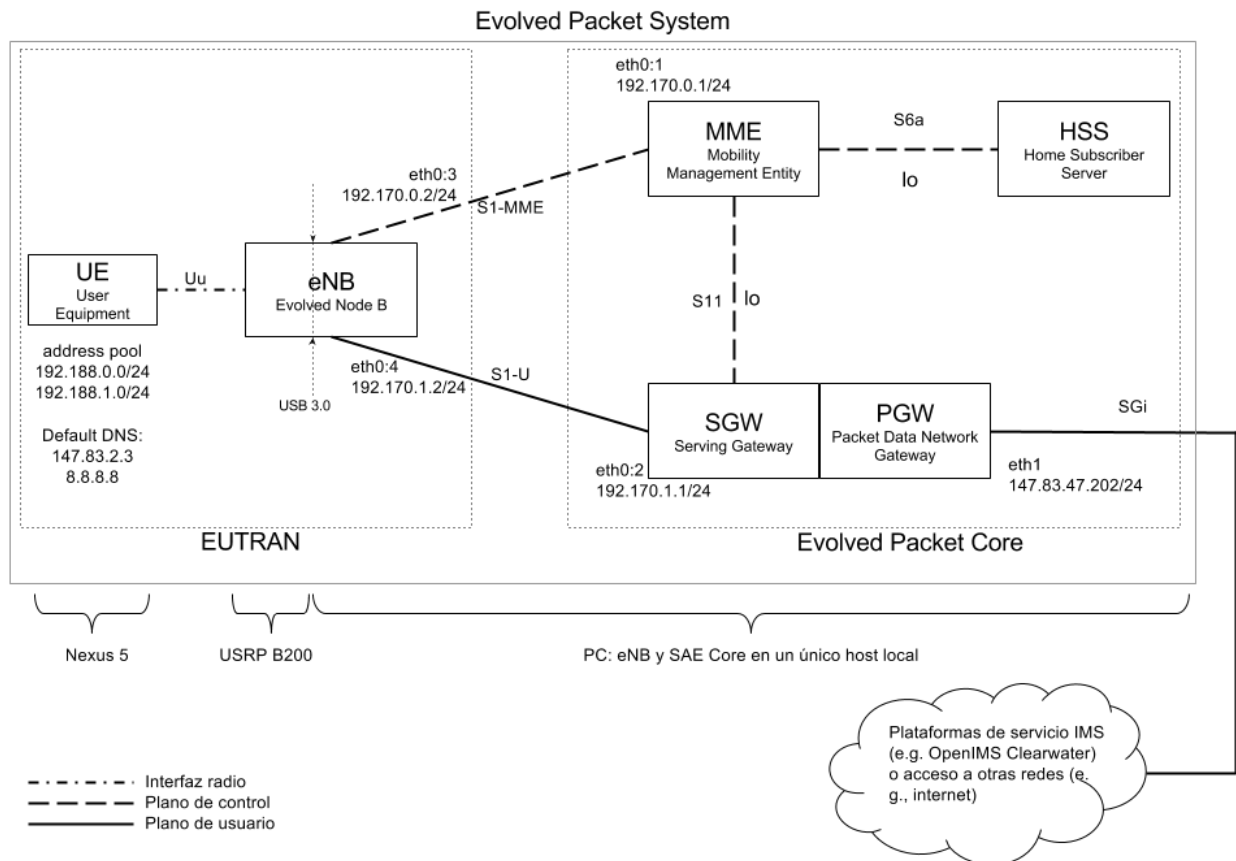 Evolved Packet System
eth0:1
192.170.0.1/24
MME
Mobility
Management Entity
S6a
lo
HSS
Home Subscriber
Server
eth0:3
192.170.0.2/24
S1-MME
UE
User
Equipment
Uu
eNB
Evolved Node B
S11
lo
address pool
192.188.0.0/24
192.188.1.0/24
eth0:4
192.170.1.2/24
S1-U
USB 3.0
Default DNS:
147.83.2.3
8.8.8.8
SGW
Serving Gateway
PGW
Packet Data Network
Gateway
SGi
eth0:2
192.170.1.1/24
eth1
147.83.47.202/24
EUTRAN
Evolved Packet Core
Nexus 5
USRP B200
PC: eNB y SAE Core en un único host local
Plataformas de servicio IMS
(e.g. OpenIMS Clearwater)
o acceso a otras redes (e.
g., internet)
Interfaz radio
Plano de control
Plano de usuario